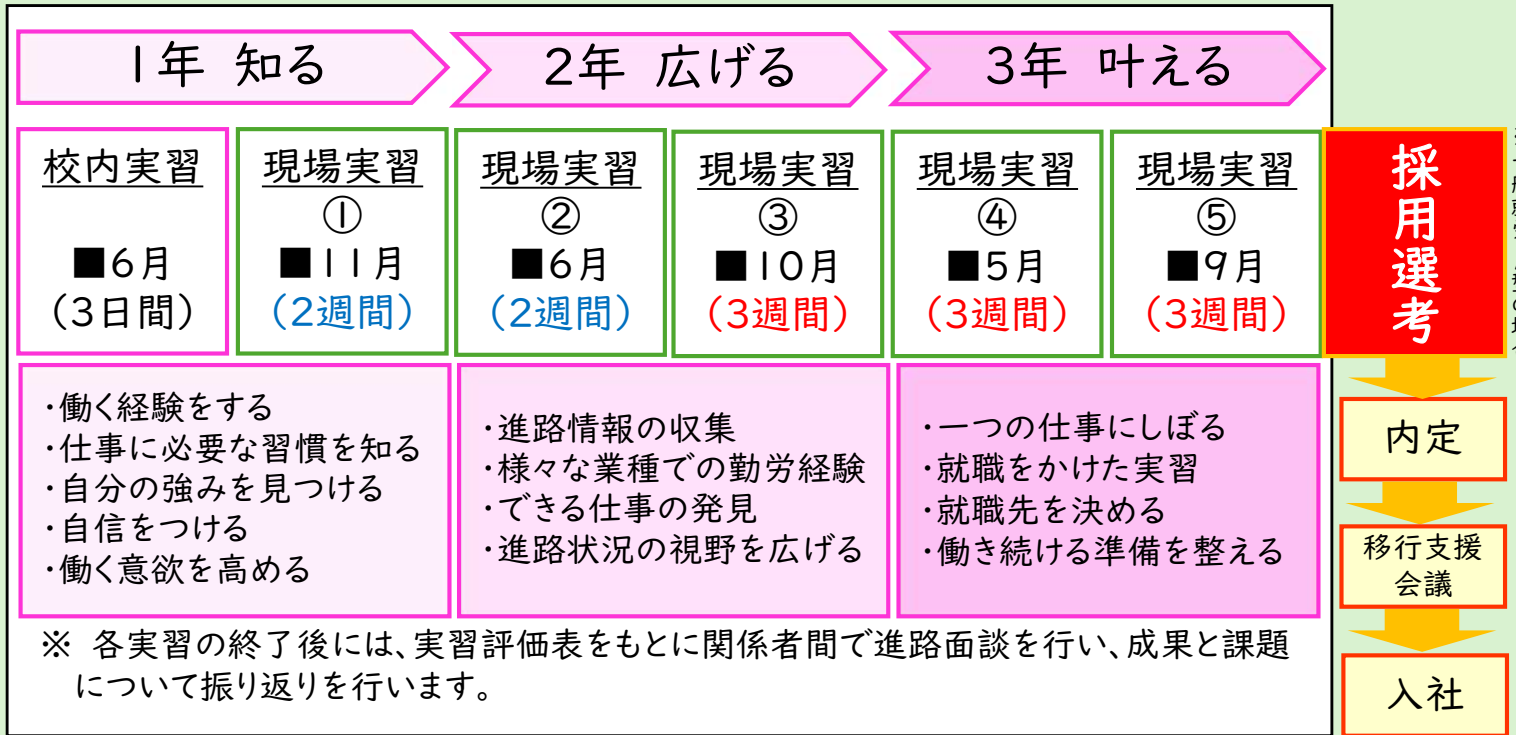 1年 知る
2年 広げる
3年 叶える
校内実習
■6月
(3日間)
現場実習
①
■11月
(2週間)
現場実習
②
■6月
(2週間)
現場実習
③
■10月
(3週間)
現場実習
④
■5月
(3週間)
現場実習
⑤
■9月
(3週間)
採用選考
・働く経験をする
・仕事に必要な習慣を知る
・自分の強みを見つける
・自信をつける
・働く意欲を高める
・進路情報の収集
・様々な業種での勤労経験
・できる仕事の発見
・進路状況の視野を広げる
・一つの仕事にしぼる
・就職をかけた実習
・就職先を決める
・働き続ける準備を整える
内定
移行支援
会議
入社
※ 各実習の終了後には、実習評価表をもとに関係者間で進路面談を行い、成果と課題
について振り返りを行います。